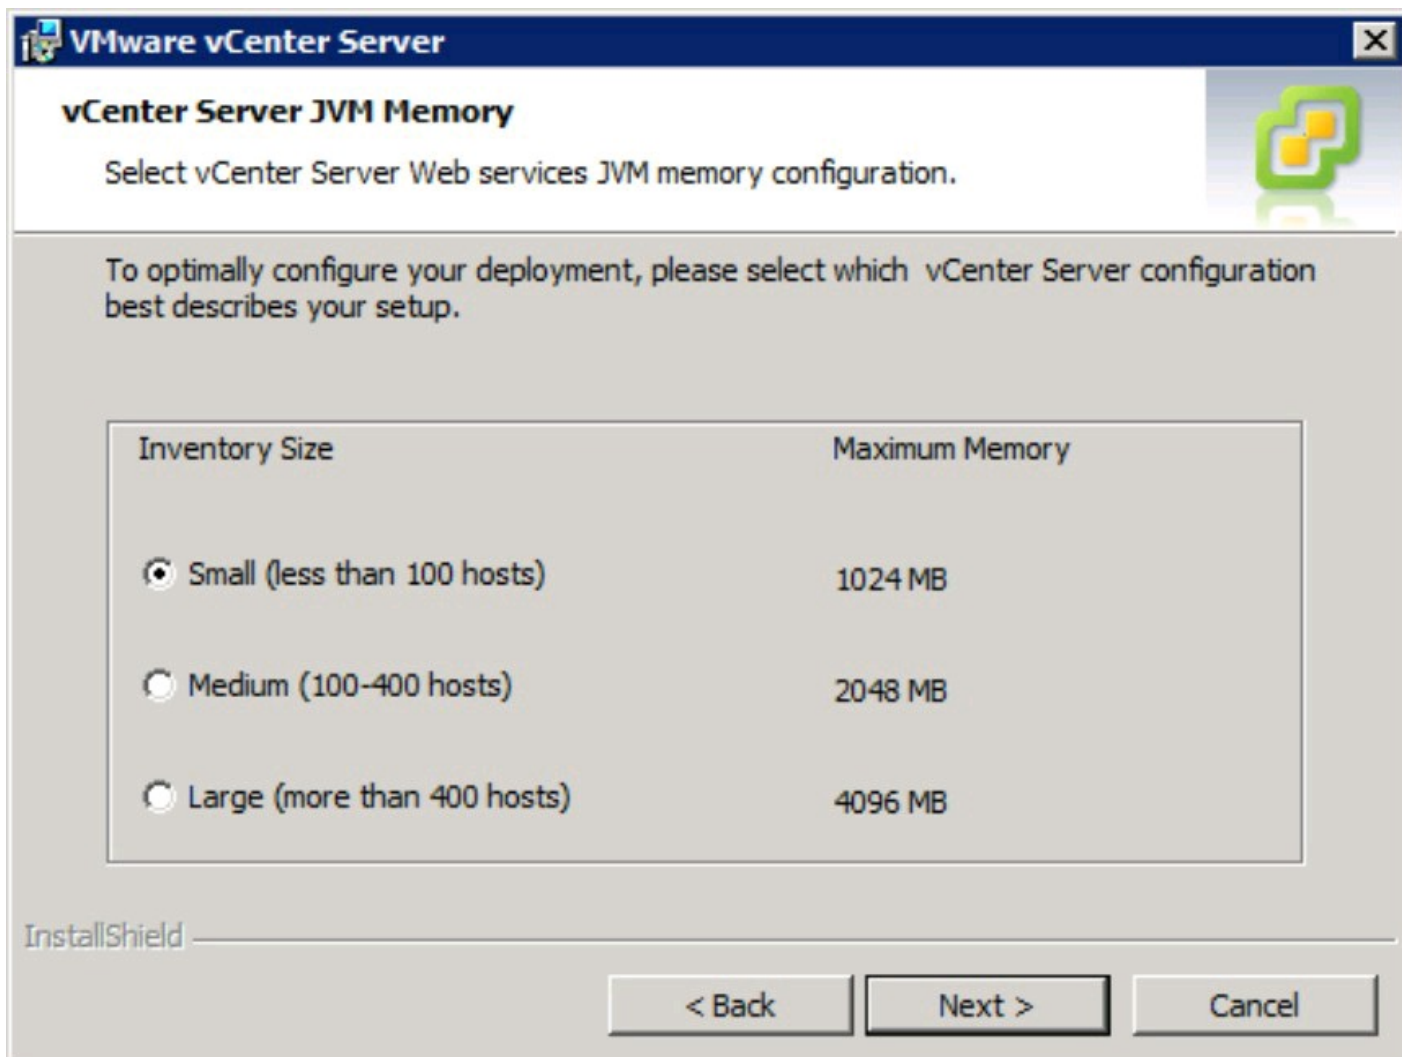 VMware vCenter Server
vCenter Server JVM Memory
Select vCenter Server Web services JVM memory configuration.
To optimally configure your deployment, please select which vCenter Server configuration
best describes your setup.
Inventory Size Maximum Memory
Small (less than 100 hosts) 1024 MB
Medium (100-400 hosts) 2048 MB
Large (more than 400 hosts) 4096 MB
InstallShield
< Back Next > Cancel